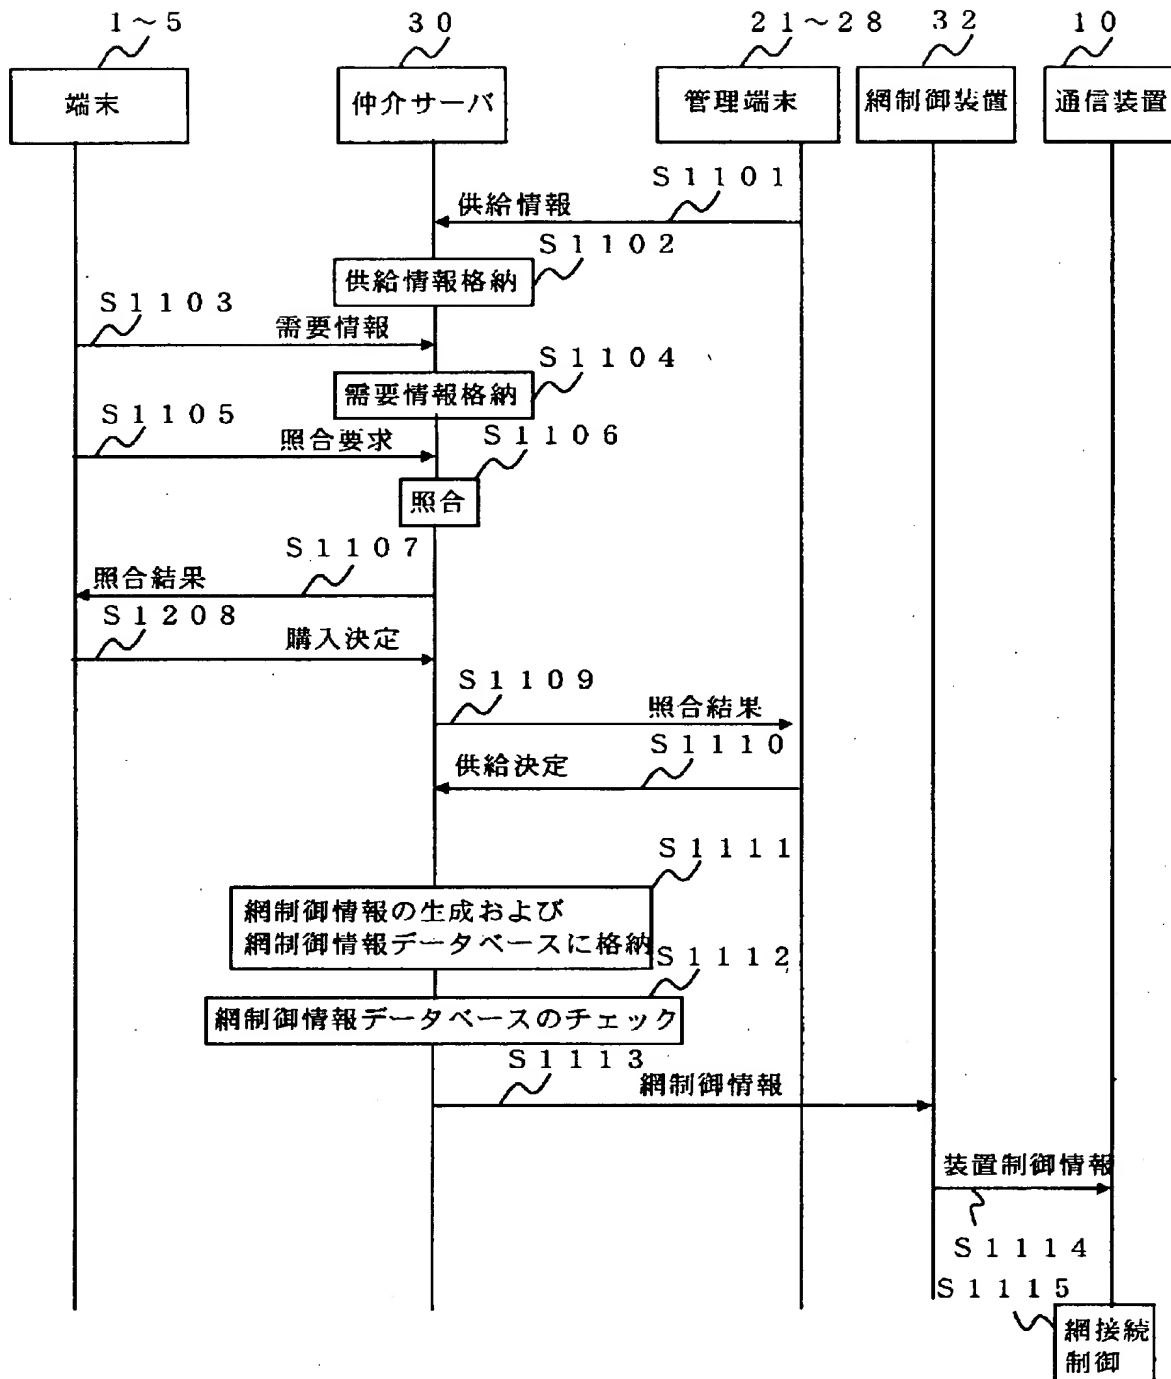 １～５
３０
２１～２８
３２
１０
端末
仲介サーバ
管理端末
網制御装置
通信装置
Ｓ１１０１
供給情報
Ｓ１１０２
供給情報格納
Ｓ１１０３
需要情報
Ｓ１１０４
需要情報格納
Ｓ１１０５
照合要求
Ｓ１１０６
照合
Ｓ１１０７
照合結果
Ｓ１２０８
購入決定
Ｓ１１０９
照合結果
Ｓ１１１０
供給決定
Ｓ１１１１
網制御情報の生成および
網制御情報データベースに格納
Ｓ１１１２
網制御情報データベースのチェック
Ｓ１１１３
網制御情報
装置制御情報
Ｓ１１１４
Ｓ１１１５
網接続
制御